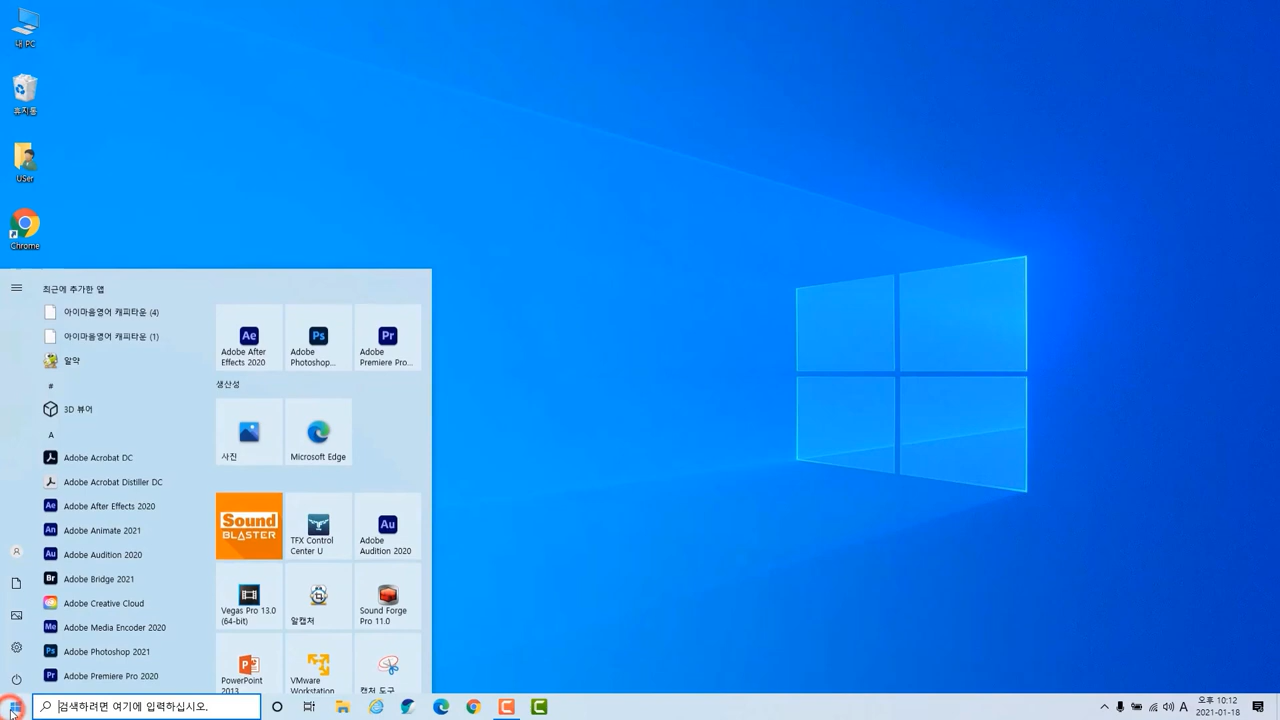 내 PC
휴지통
USer
Chrome
최근에 추가한 앱
아이마음영어 캐피타운 (4)
아이마음영어 캐피타운 (1)
알약
#
3D 뷰어
A
Adobe Acrobat DC
Adobe Acrobat Distiller DC
Ae Adobe After Effects 2020
An Adobe Animate 2021
Au Adobe Audition 2020
Br Adobe Bridge 2021
Adobe Creative Cloud
Me Adobe Media Encoder 2020
Ps Adobe Photoshop 2021
Pr Adobe Premiere Pro 2020
Ae
Adobe After
Effects 2020
Ps
Adobe
Photoshop...
Pr
Adobe
Premiere Pro...
생산성
사진
Microsoft Edge
Sound
BLASTER
TFX Control
Center U
Au
Adobe
Audition 2020
Vegas Pro 13.0
(64-bit)
알캡처
Sound Forge
Pro 11.0
PowerPoint
2013
VMware
Workstation
캡처 도구
검색하려면 여기에 입력하십시오.
A
오후 10:12
2021-01-18